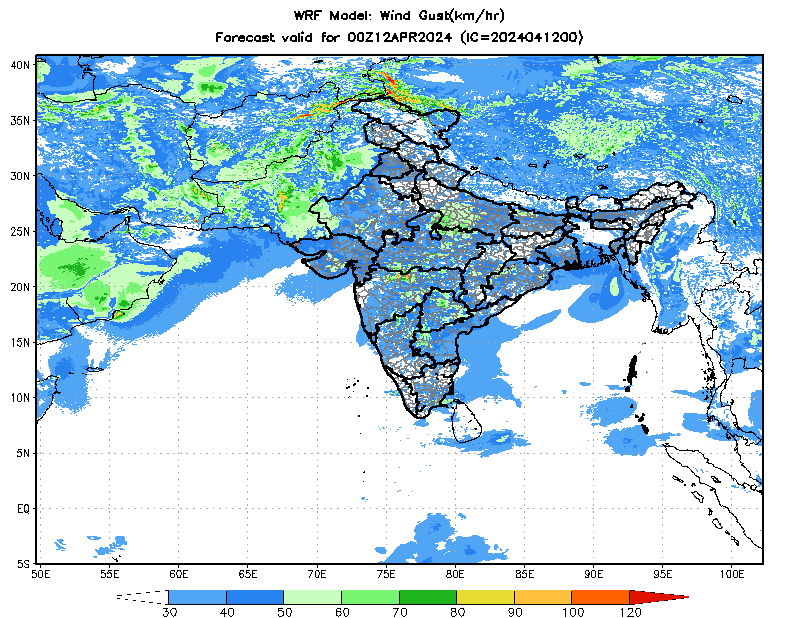 WRF Model: Wind Gust(km/hr)
Forecast valid for 00Z12APR2024 (IC=2024041200)
40N
35N
30N
25N
20N
15N
10N
5N
EQ
5S
50E 55E 60E 65E 70E 75E 80E 85E 90E 95E 100E
30 40 50 60 70 80 90 100 120